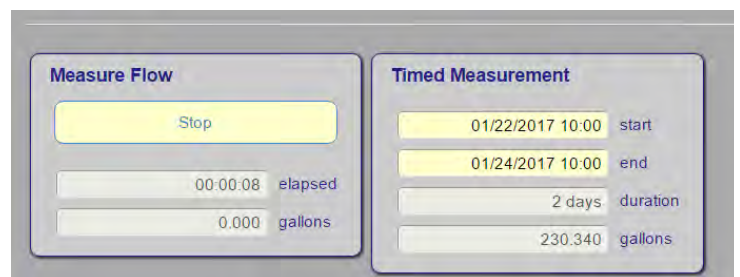 Measure Flow
Stop
00:00:08 elapsed
0.000 gallons
Timed Measurement
01/22/2017 10:00 start
01/24/2017 10:00 end
2 days duration
230.340 gallons